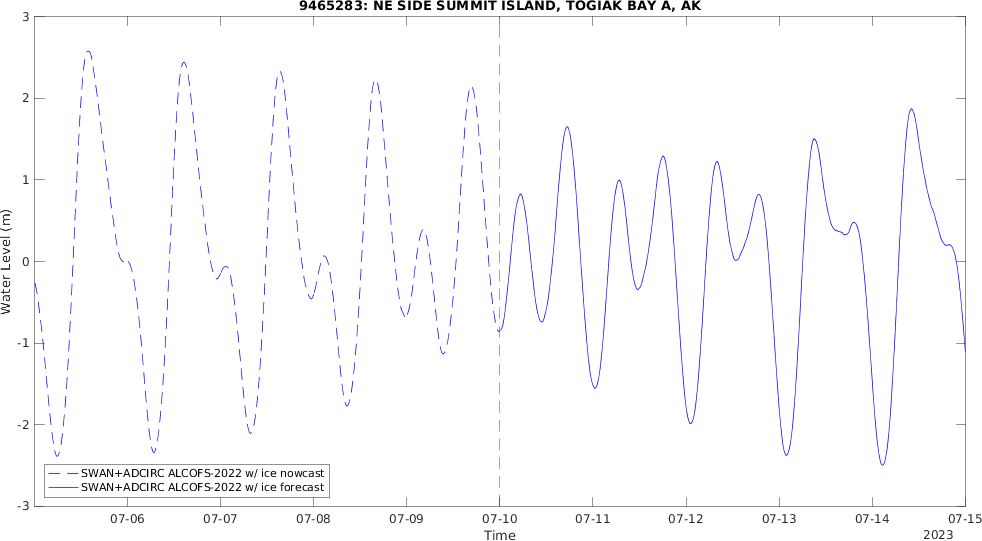 9465283: NE SIDE SUMMIT ISLAND, TOGIAK BAY A, AK
3
2
1
0
-1
-2
-3
Water Level (m)
SWAN+ADCIRC ALCOFS-2022 w/ ice nowcast
SWAN+ADCIRC ALCOFS-2022 w/ ice forecast
07-06 07-07 07-08 07-09 07-10 07-11 07-12 07-13 07-14 07-15
Time
2023